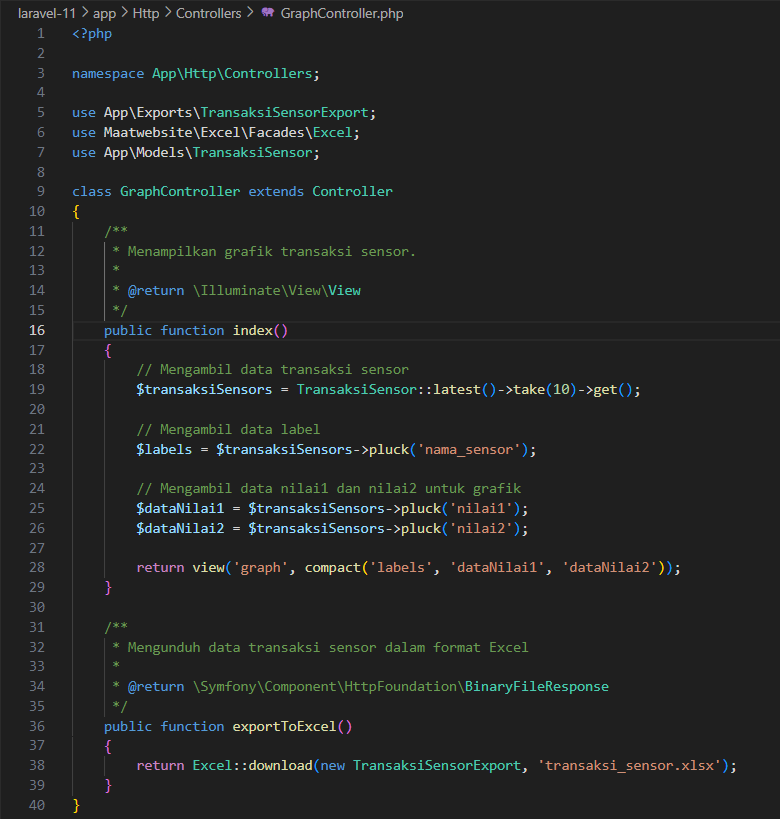 laravel-11 > app > Http > Controllers > GraphController.php
1 <?php
2
3 namespace App\Http\Controllers;
4
5 use App\Exports\TransaksiSensorExport;
6 use Maatwebsite\Excel\Facades\Excel;
7 use App\Models\TransaksiSensor;
8
9 class GraphController extends Controller
10 {
11     /**
12      * Menampilkan grafik transaksi sensor.
13      *
14      * @return \Illuminate\View\View
15      */
16     public function index()
17     {
18         // Mengambil data transaksi sensor
19         $transaksiSensors = TransaksiSensor::latest()->take(10)->get();
20
21         // Mengambil data label
22         $labels = $transaksiSensors->pluck('nama_sensor');
23
24         // Mengambil data nilai1 dan nilai2 untuk grafik
25         $dataNilai1 = $transaksiSensors->pluck('nilai1');
26         $dataNilai2 = $transaksiSensors->pluck('nilai2');
27
28         return view('graph', compact('labels', 'dataNilai1', 'dataNilai2'));
29     }
30
31     /**
32      * Mengunduh data transaksi sensor dalam format Excel
33      *
34      * @return \Symfony\Component\HttpFoundation\BinaryFileResponse
35      */
36     public function exportToExcel()
37     {
38         return Excel::download(new TransaksiSensorExport, 'transaksi_sensor.xlsx');
39     }
40 }